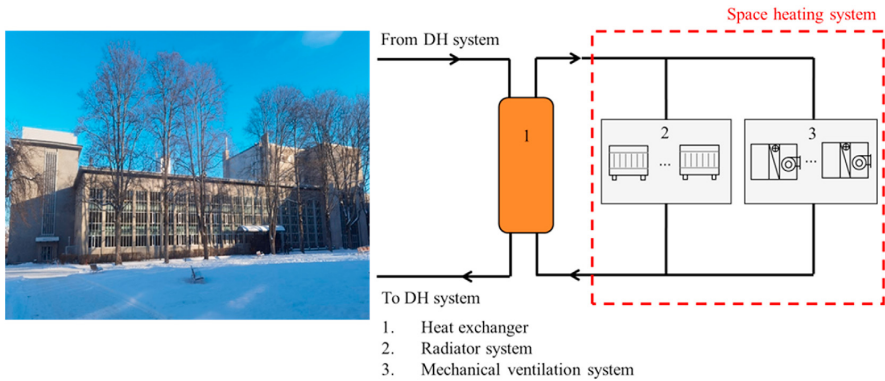 Space heating system
From DH system
1
2
3
...
...
To DH system
1. Heat exchanger
2. Radiator system
3. Mechanical ventilation system